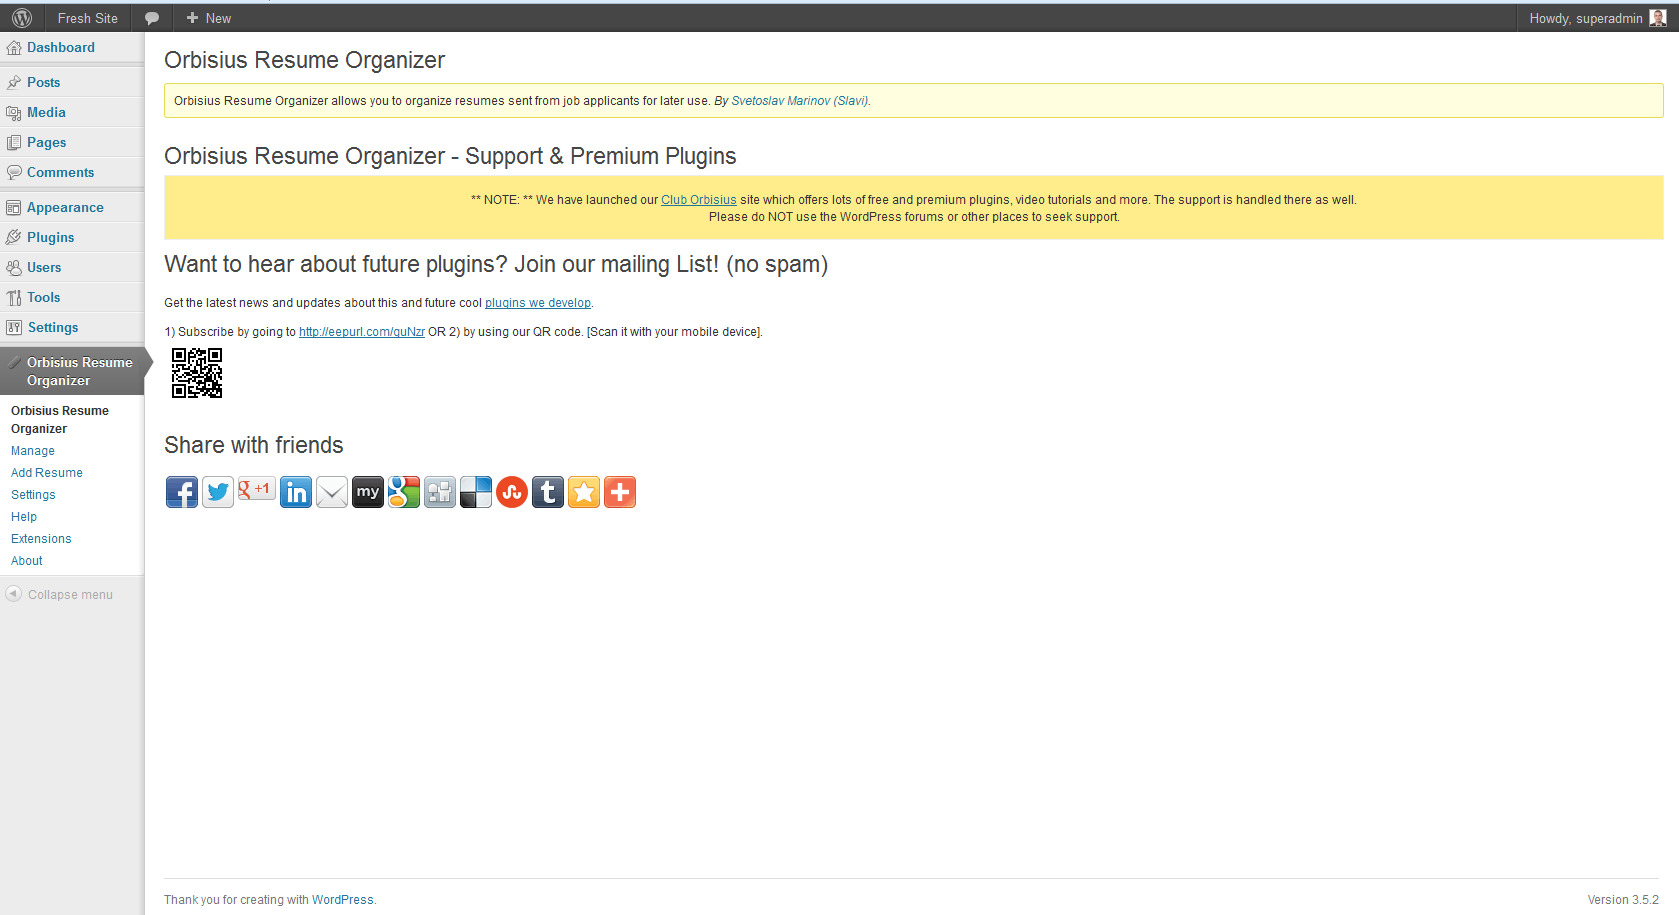 Fresh Site
New
Howdy, superadmin
Dashboard
Posts
Media
Pages
Comments
Appearance
Plugins
Users
Tools
Settings
Orbisius Resume
Organizer
Orbisius Resume
Organizer
Manage
Add Resume
Settings
Help
Extensions
About
Collapse menu
Orbisius Resume Organizer
Orbisius Resume Organizer allows you to organize resumes sent from job applicants for later use. By Svetoslav Marinov (Slavi).
Orbisius Resume Organizer - Support & Premium Plugins
** NOTE: ** We have launched our Club Orbisius site which offers lots of free and premium plugins, video tutorials and more. The support is handled there as well.
Please do NOT use the WordPress forums or other places to seek support.
Want to hear about future plugins? Join our mailing List! (no spam)
Get the latest news and updates about this and future cool plugins we develop.
1) Subscribe by going to http://eepurl.com/guNzr OR 2) by using our QR code. [Scan it with your mobile device].
Share with friends
f
g +1
in
my
g
t
Thank you for creating with WordPress.
Version 3.5.2